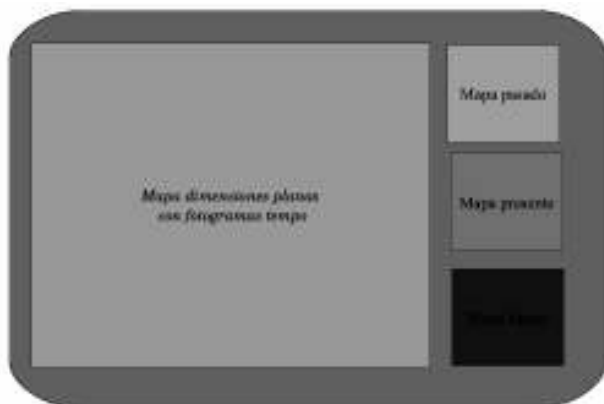 Mapa pasado
Mapa dimensiones planas
con fotogramas tempo
Mapa presente